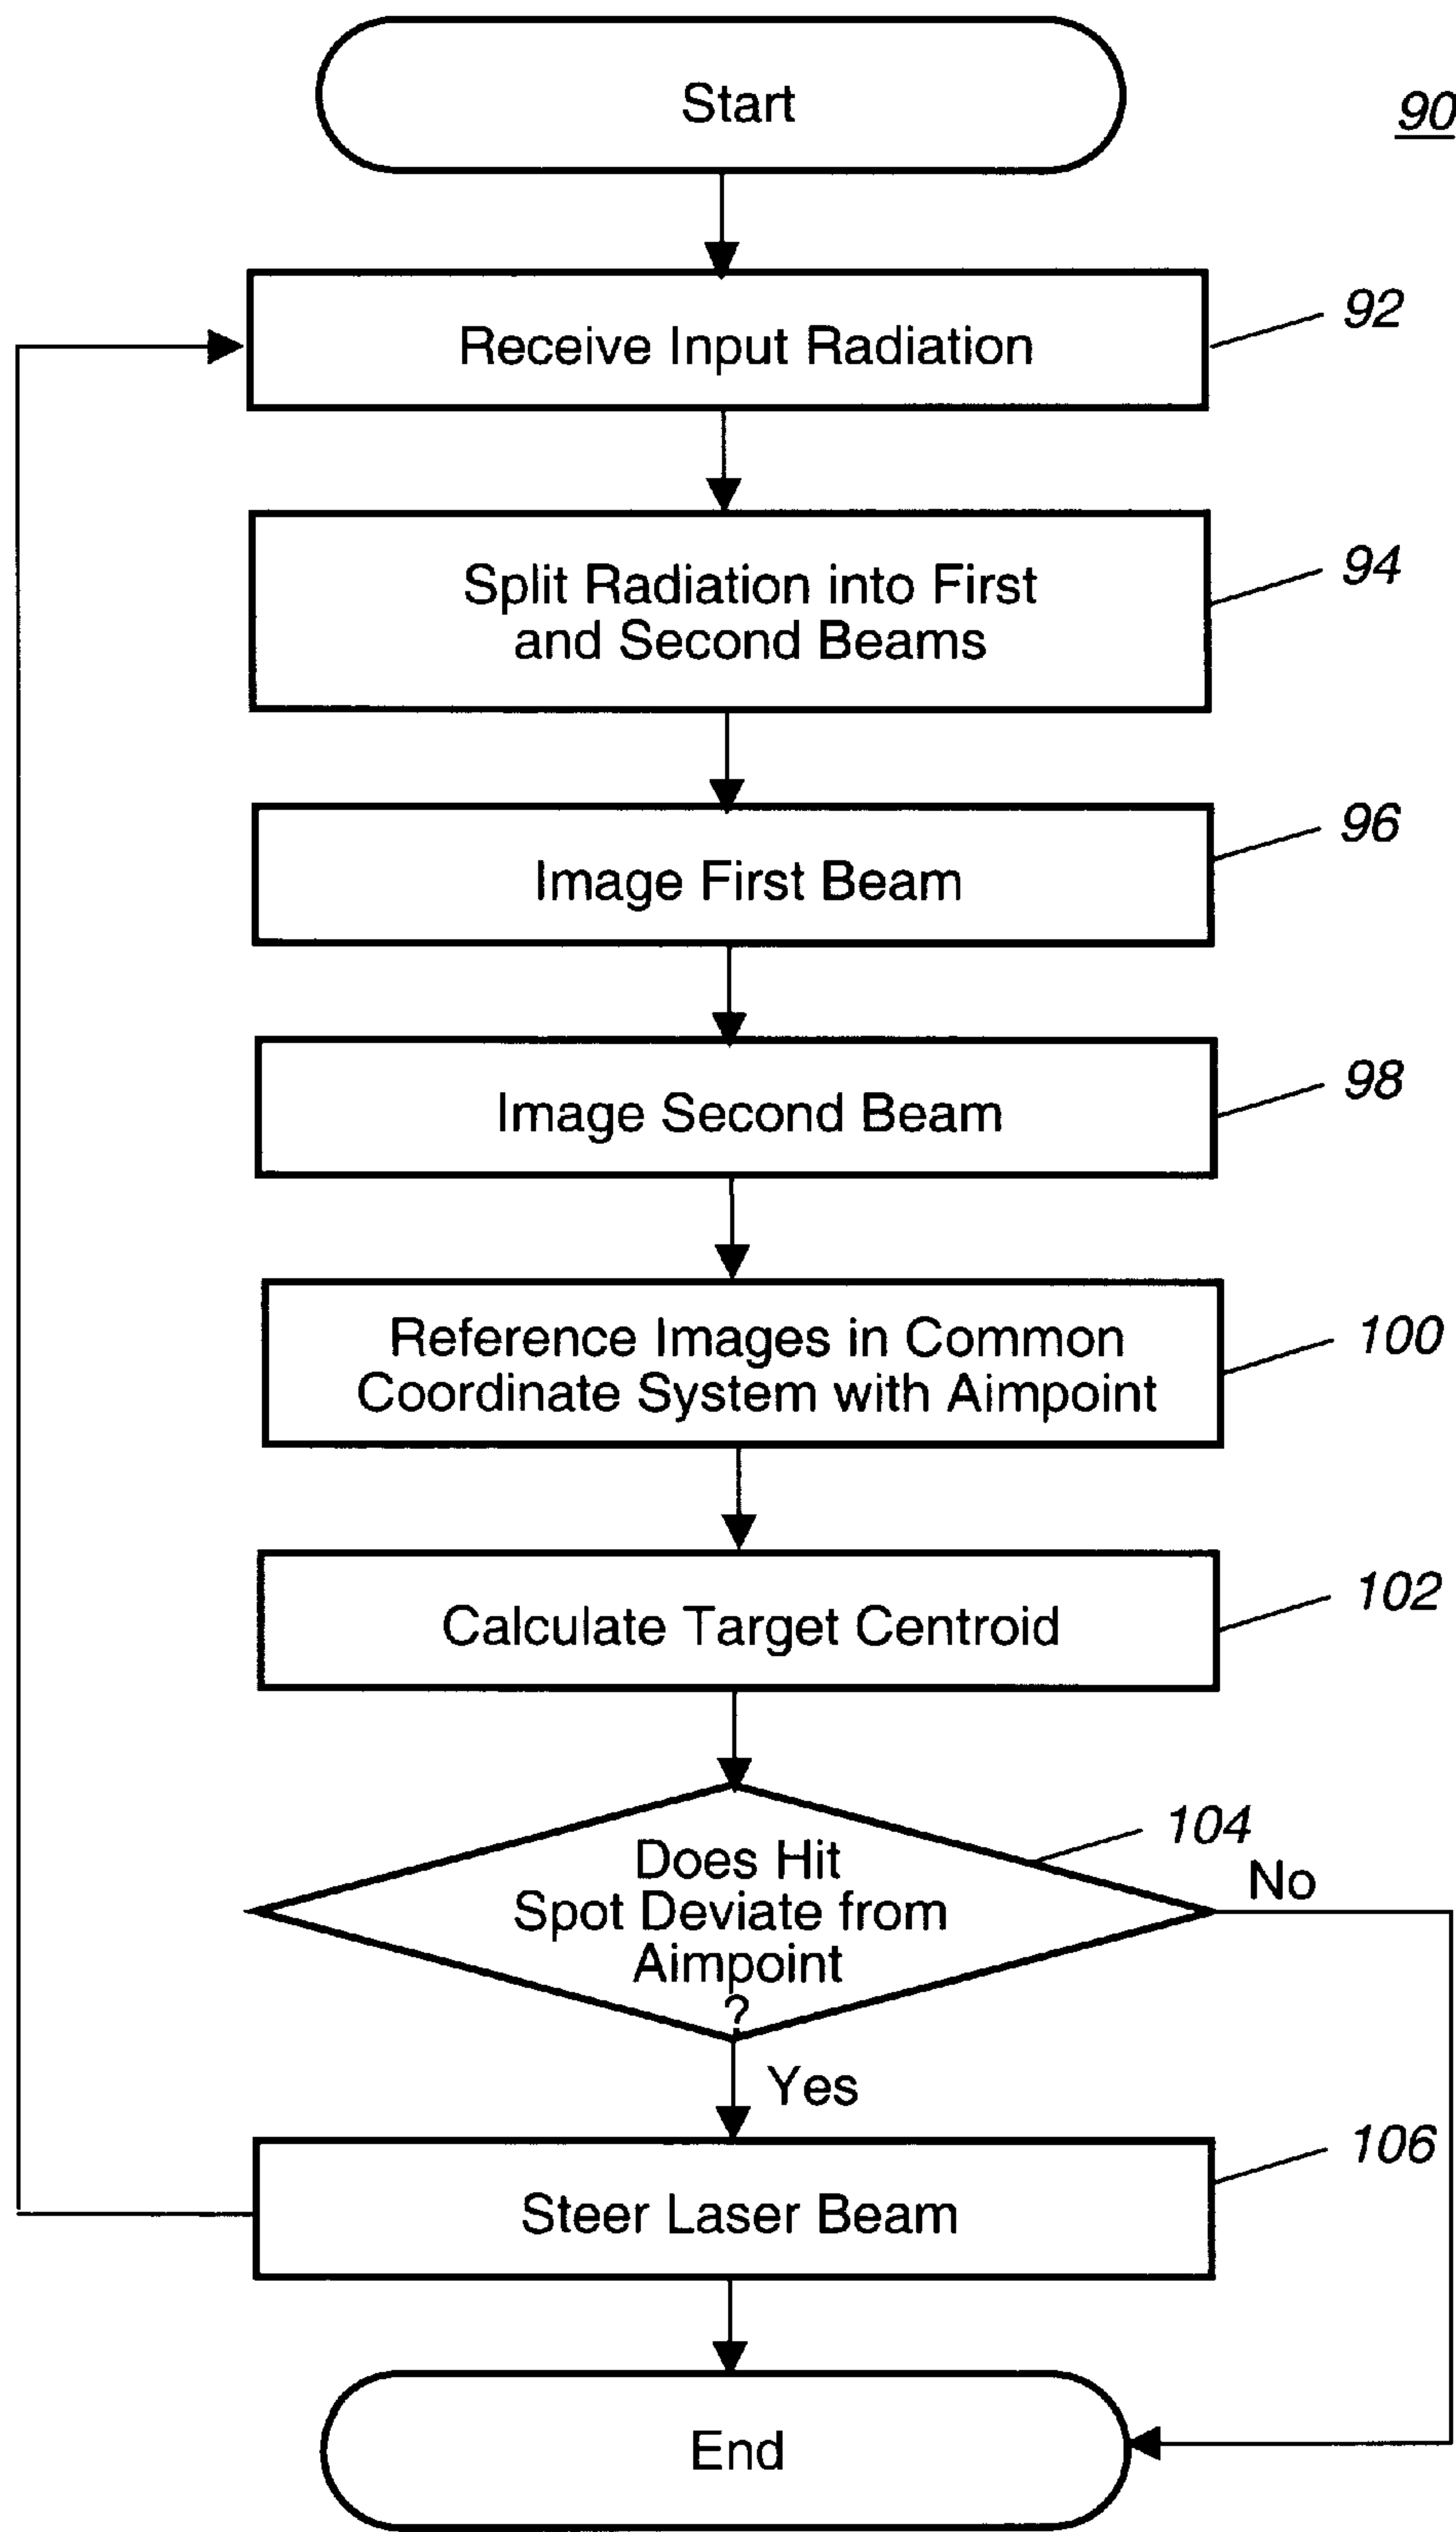 Start
90
Receive Input Radiation
92
Split Radiation into First
and Second Beams
94
Image First Beam
96
Image Second Beam
98
Reference Images in Common
Coordinate System with Aimpoint
100
Calculate Target Centroid
102
Does Hit
Spot Deviate from
Aimpoint
?
104
No
Yes
Steer Laser Beam
106
End